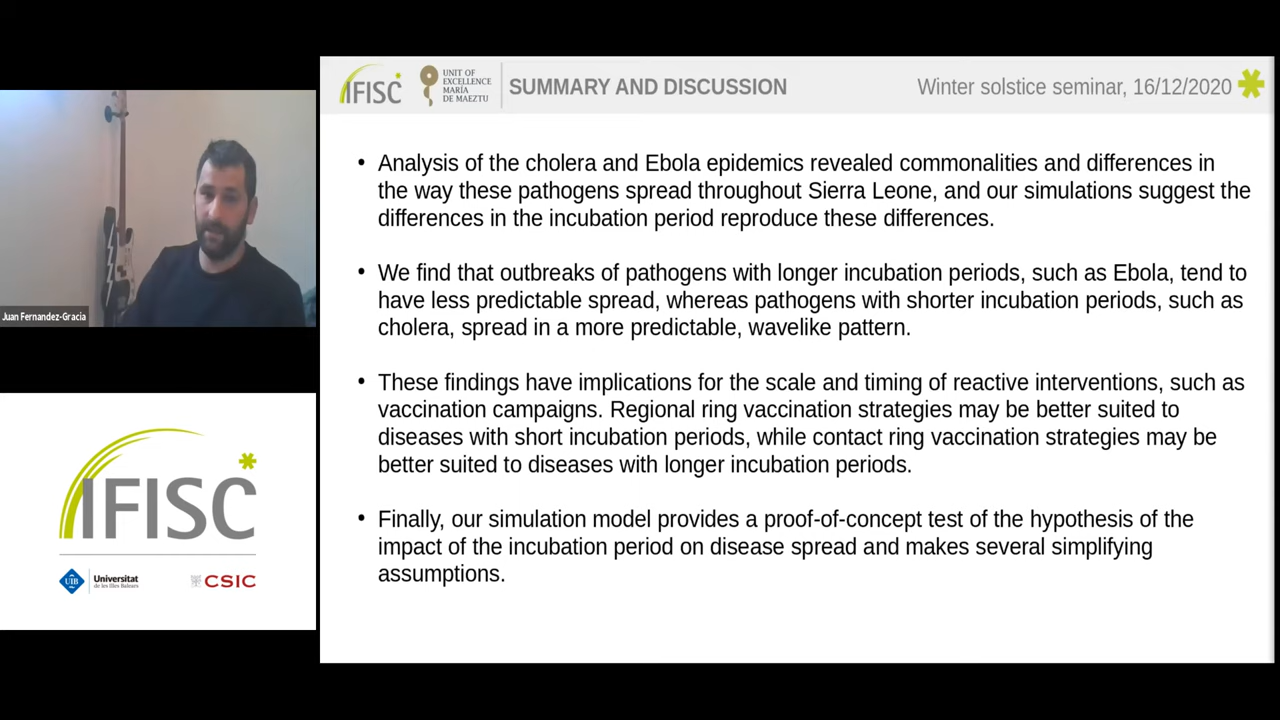 Juan Fernandez-Gracia
IFISC
UIB
Universitat
de les Illes Balears
CSIC
IFISC
UNIT OF
EXCELLENCE
MARÍA
DE MAEZTU
SUMMARY AND DISCUSSION
Winter solstice seminar, 16/12/2020
• Analysis of the cholera and Ebola epidemics revealed commonalities and differences in
the way these pathogens spread throughout Sierra Leone, and our simulations suggest the
differences in the incubation period reproduce these differences.
• We find that outbreaks of pathogens with longer incubation periods, such as Ebola, tend to
have less predictable spread, whereas pathogens with shorter incubation periods, such as
cholera, spread in a more predictable, wavelike pattern.
• These findings have implications for the scale and timing of reactive interventions, such as
vaccination campaigns. Regional ring vaccination strategies may be better suited to
diseases with short incubation periods, while contact ring vaccination strategies may be
better suited to diseases with longer incubation periods.
• Finally, our simulation model provides a proof-of-concept test of the hypothesis of the
impact of the incubation period on disease spread and makes several simplifying
assumptions.